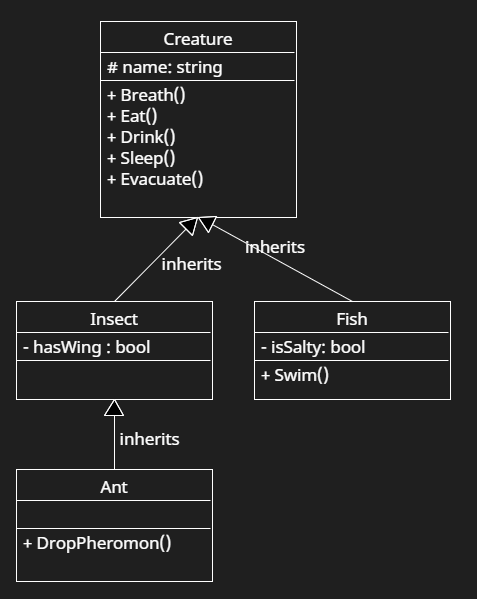 Creature
# name: string
+ Breath()
+ Eat()
+ Drink()
+ Sleep()
+ Evacuate()
inherits
inherits
Insect
- hasWing : bool
Fish
- isSalty: bool
+ Swim()
inherits
Ant
+ DropPheromon()